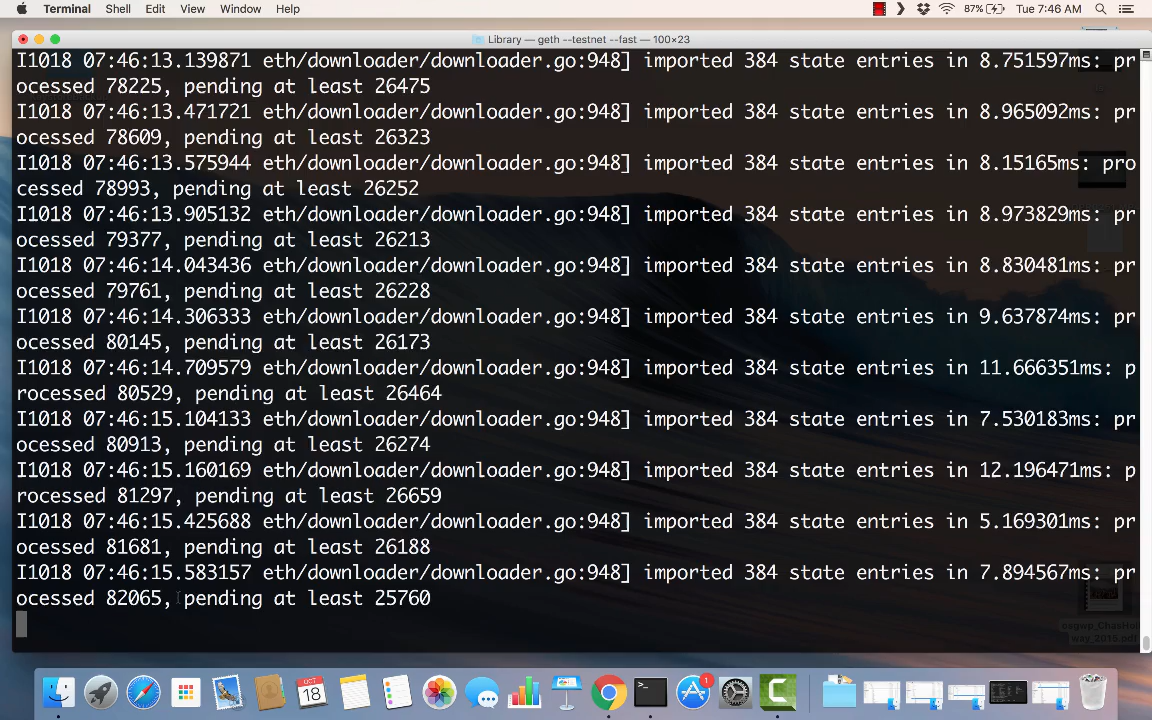 Terminal Shell Edit View Window Help 87% Tue 7:46 AM
Library — geth --testnet --fast — 100×23
I1018 07:46:13.139871 eth/downloader/downloader.go:948] imported 384 state entries in 8.751597ms: pr
ocessed 78225, pending at least 26475
I1018 07:46:13.471721 eth/downloader/downloader.go:948] imported 384 state entries in 8.965092ms: pr
ocessed 78609, pending at least 26323
I1018 07:46:13.575944 eth/downloader/downloader.go:948] imported 384 state entries in 8.15165ms: pro
cessed 78993, pending at least 26252
I1018 07:46:13.905132 eth/downloader/downloader.go:948] imported 384 state entries in 8.973829ms: pr
ocessed 79377, pending at least 26213
I1018 07:46:14.043436 eth/downloader/downloader.go:948] imported 384 state entries in 8.830481ms: pr
ocessed 79761, pending at least 26228
I1018 07:46:14.306333 eth/downloader/downloader.go:948] imported 384 state entries in 9.637874ms: pr
ocessed 80145, pending at least 26173
I1018 07:46:14.709579 eth/downloader/downloader.go:948] imported 384 state entries in 11.666351ms: p
rocessed 80529, pending at least 26464
I1018 07:46:15.104133 eth/downloader/downloader.go:948] imported 384 state entries in 7.530183ms: pr
ocessed 80913, pending at least 26274
I1018 07:46:15.160169 eth/downloader/downloader.go:948] imported 384 state entries in 12.196471ms: p
rocessed 81297, pending at least 26659
I1018 07:46:15.425688 eth/downloader/downloader.go:948] imported 384 state entries in 5.169301ms: pr
ocessed 81681, pending at least 26188
I1018 07:46:15.583157 eth/downloader/downloader.go:948] imported 384 state entries in 7.894567ms: pr
ocessed 82065, pending at least 25760
OCT
18
1